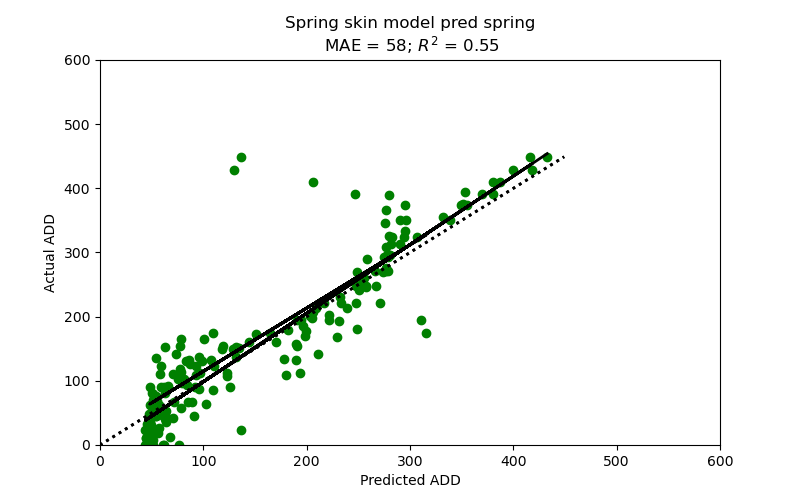 Spring skin model pred spring
MAE = 58; $R^2$ = 0.55
600
500
400
300
200
100
0
Actual ADD
0 100 200 300 400 500 600
Predicted ADD